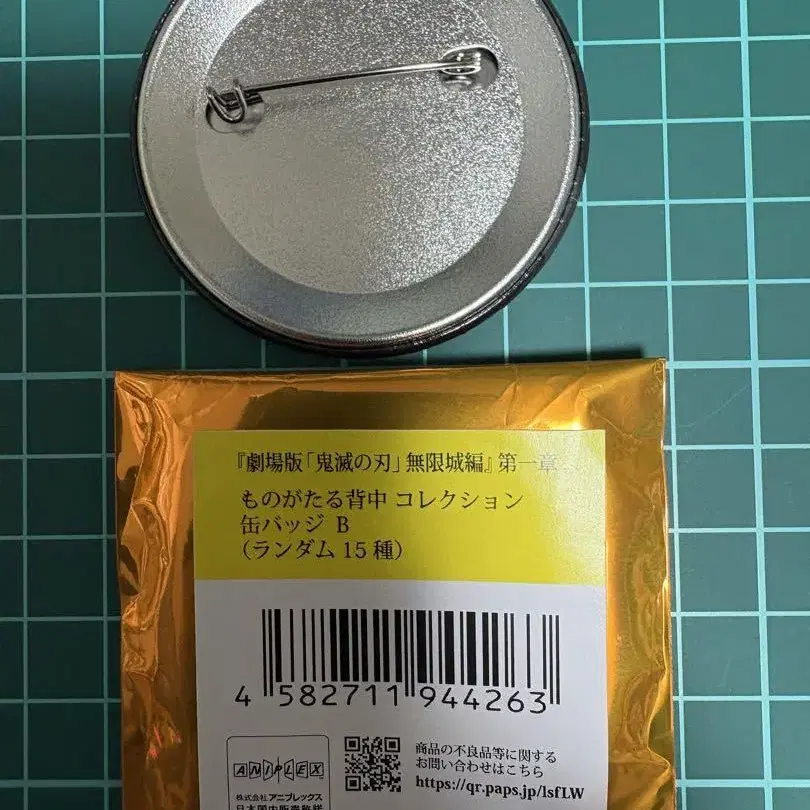 『劇場版「鬼滅の刃」無限城編』第一章
ものがたる背中 コレクション
缶バッジ B
(ランダム 15 種)
4 582711 944263
ANIPLEX
株式会社アニプレックス
商品の不良品等に関する
お問い合わせはこちら
https://qr.paps.jp/lsfLW